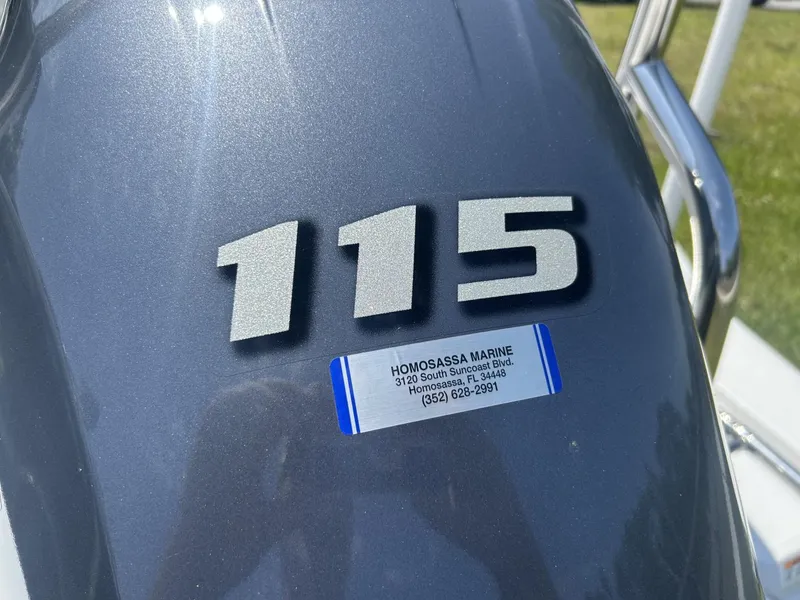 115
HOMOSASSA MARINE
3120 South Suncoast Blvd.
Homosassa, FL 34448
(352) 628-2991